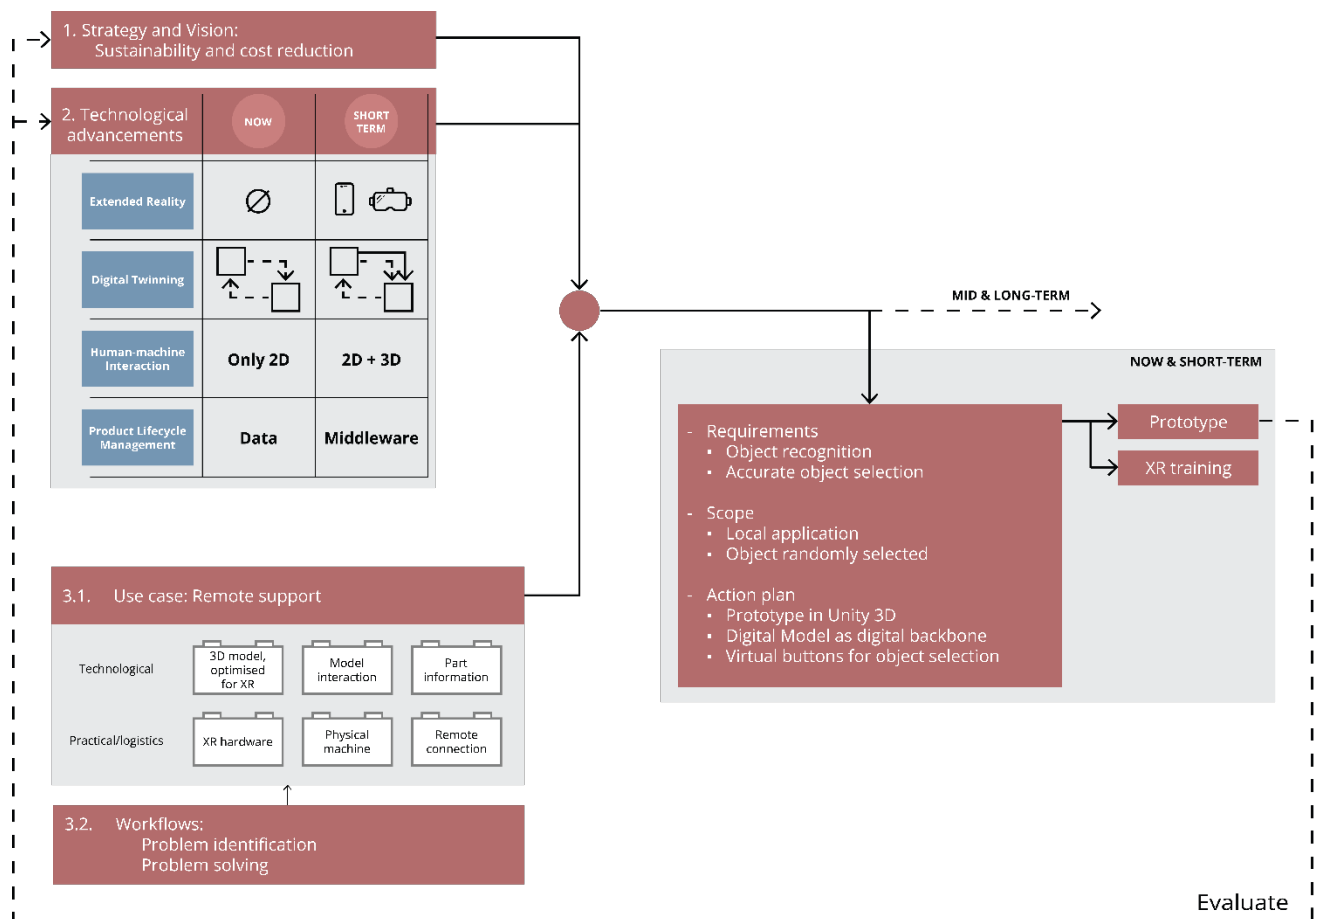 1. Strategy and Vision:
Sustainability and cost reduction
2. Technological
advancements
NOW
SHORT
TERM
Extended Reality
Digital Twinning
Human-machine
Interaction
Only 2D
2D + 3D
Product Lifecycle
Management
Data
Middleware
3.1. Use case: Remote support
Technological
3D model,
optimised
for XR
Model
interaction
Part
information
Practical/logistics
XR hardware
Physical
machine
Remote
connection
3.2. Workflows:
Problem identification
Problem solving
MID & LONG-TERM
NOW & SHORT-TERM
- Requirements
▪ Object recognition
▪ Accurate object selection
- Scope
▪ Local application
▪ Object randomly selected
- Action plan
▪ Prototype in Unity 3D
▪ Digital Model as digital backbone
▪ Virtual buttons for object selection
Prototype
XR training
Evaluate